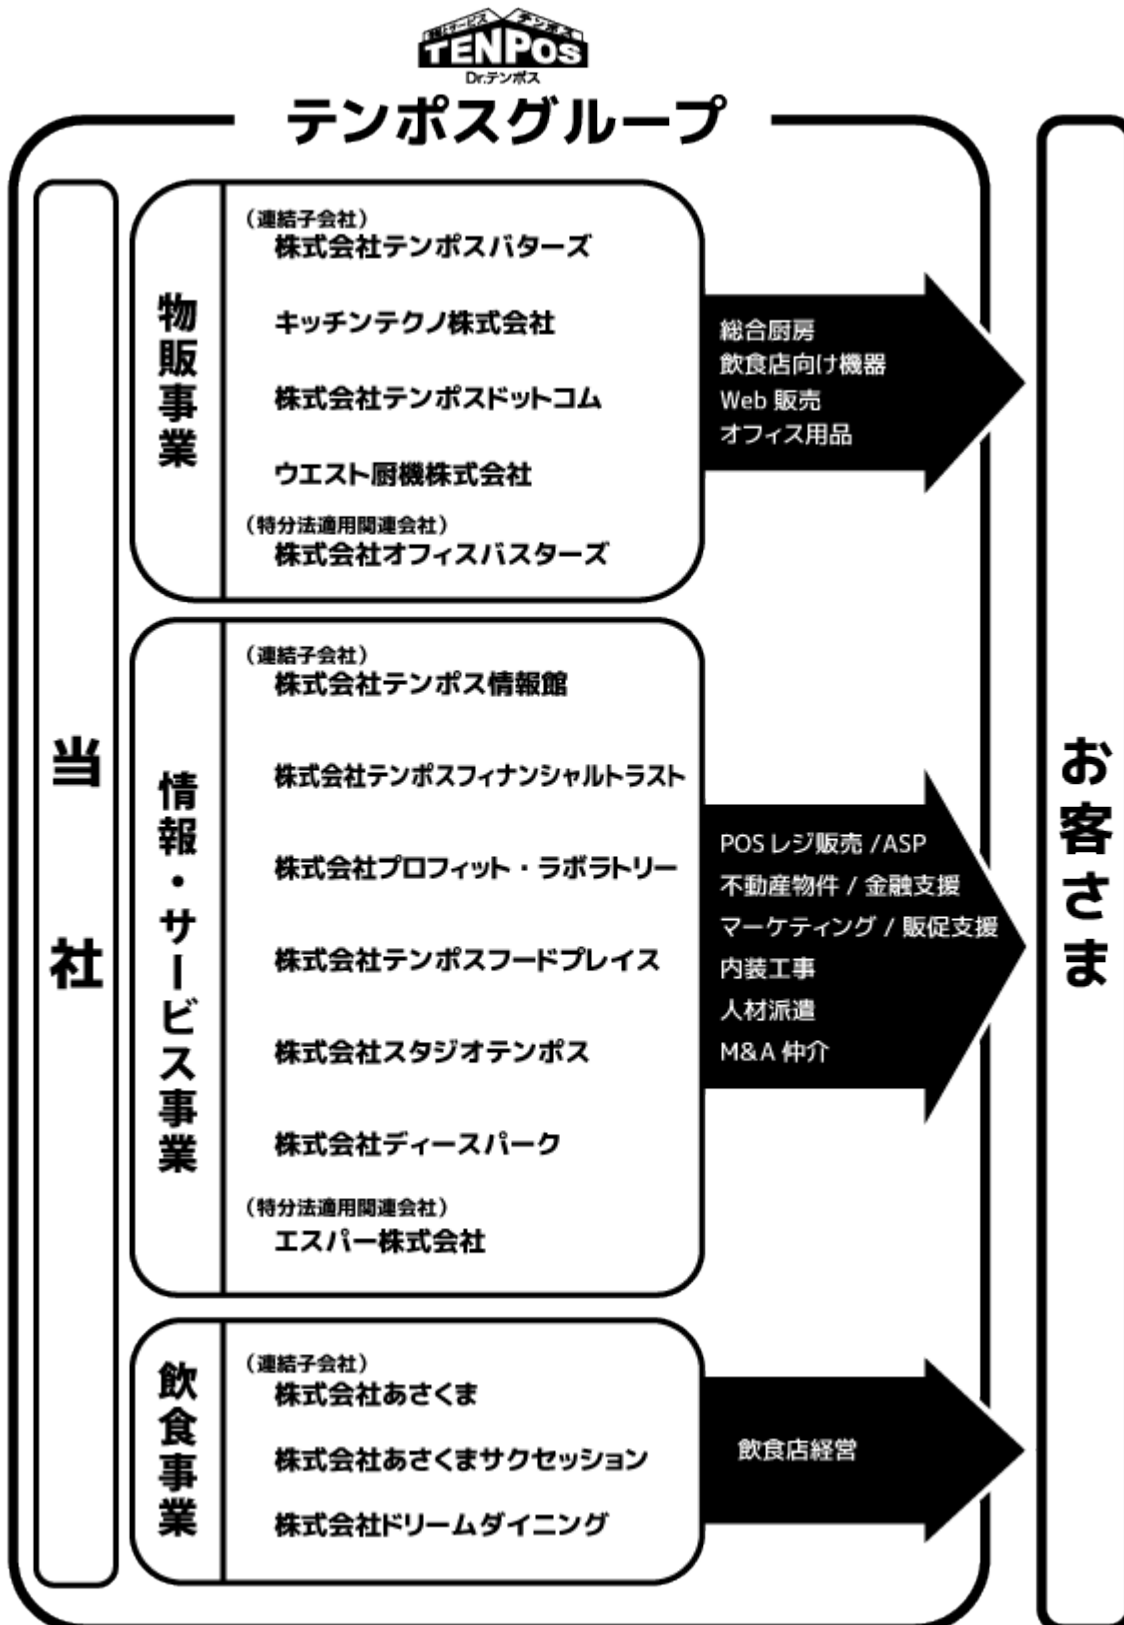 情報とサービス
テンポス
TENPOS
Dr.テンポス
テンポスグループ
当社
物販事業
（連結子会社）
株式会社テンポスバターズ
キッチンテクノ株式会社
株式会社テンポスドットコム
ウエスト厨機株式会社
（特分法適用関連会社）
株式会社オフィスバスターズ
総合厨房
飲食店向け機器
Web 販売
オフィス用品
情報・サービス事業
（連結子会社）
株式会社テンポス情報館
株式会社テンポスフィナンシャルトラスト
株式会社プロフィット・ラボラトリー
株式会社テンポスフードプレイス
株式会社スタジオテンポス
株式会社ディースパーク
（特分法適用関連会社）
エスパー株式会社
POSレジ販売 /ASP
不動産物件 / 金融支援
マーケティング / 販促支援
内装工事
人材派遣
M&A 仲介
飲食事業
（連結子会社）
株式会社あさくま
株式会社あさくまサクセッション
株式会社ドリームダイニング
飲食店経営
お客さま